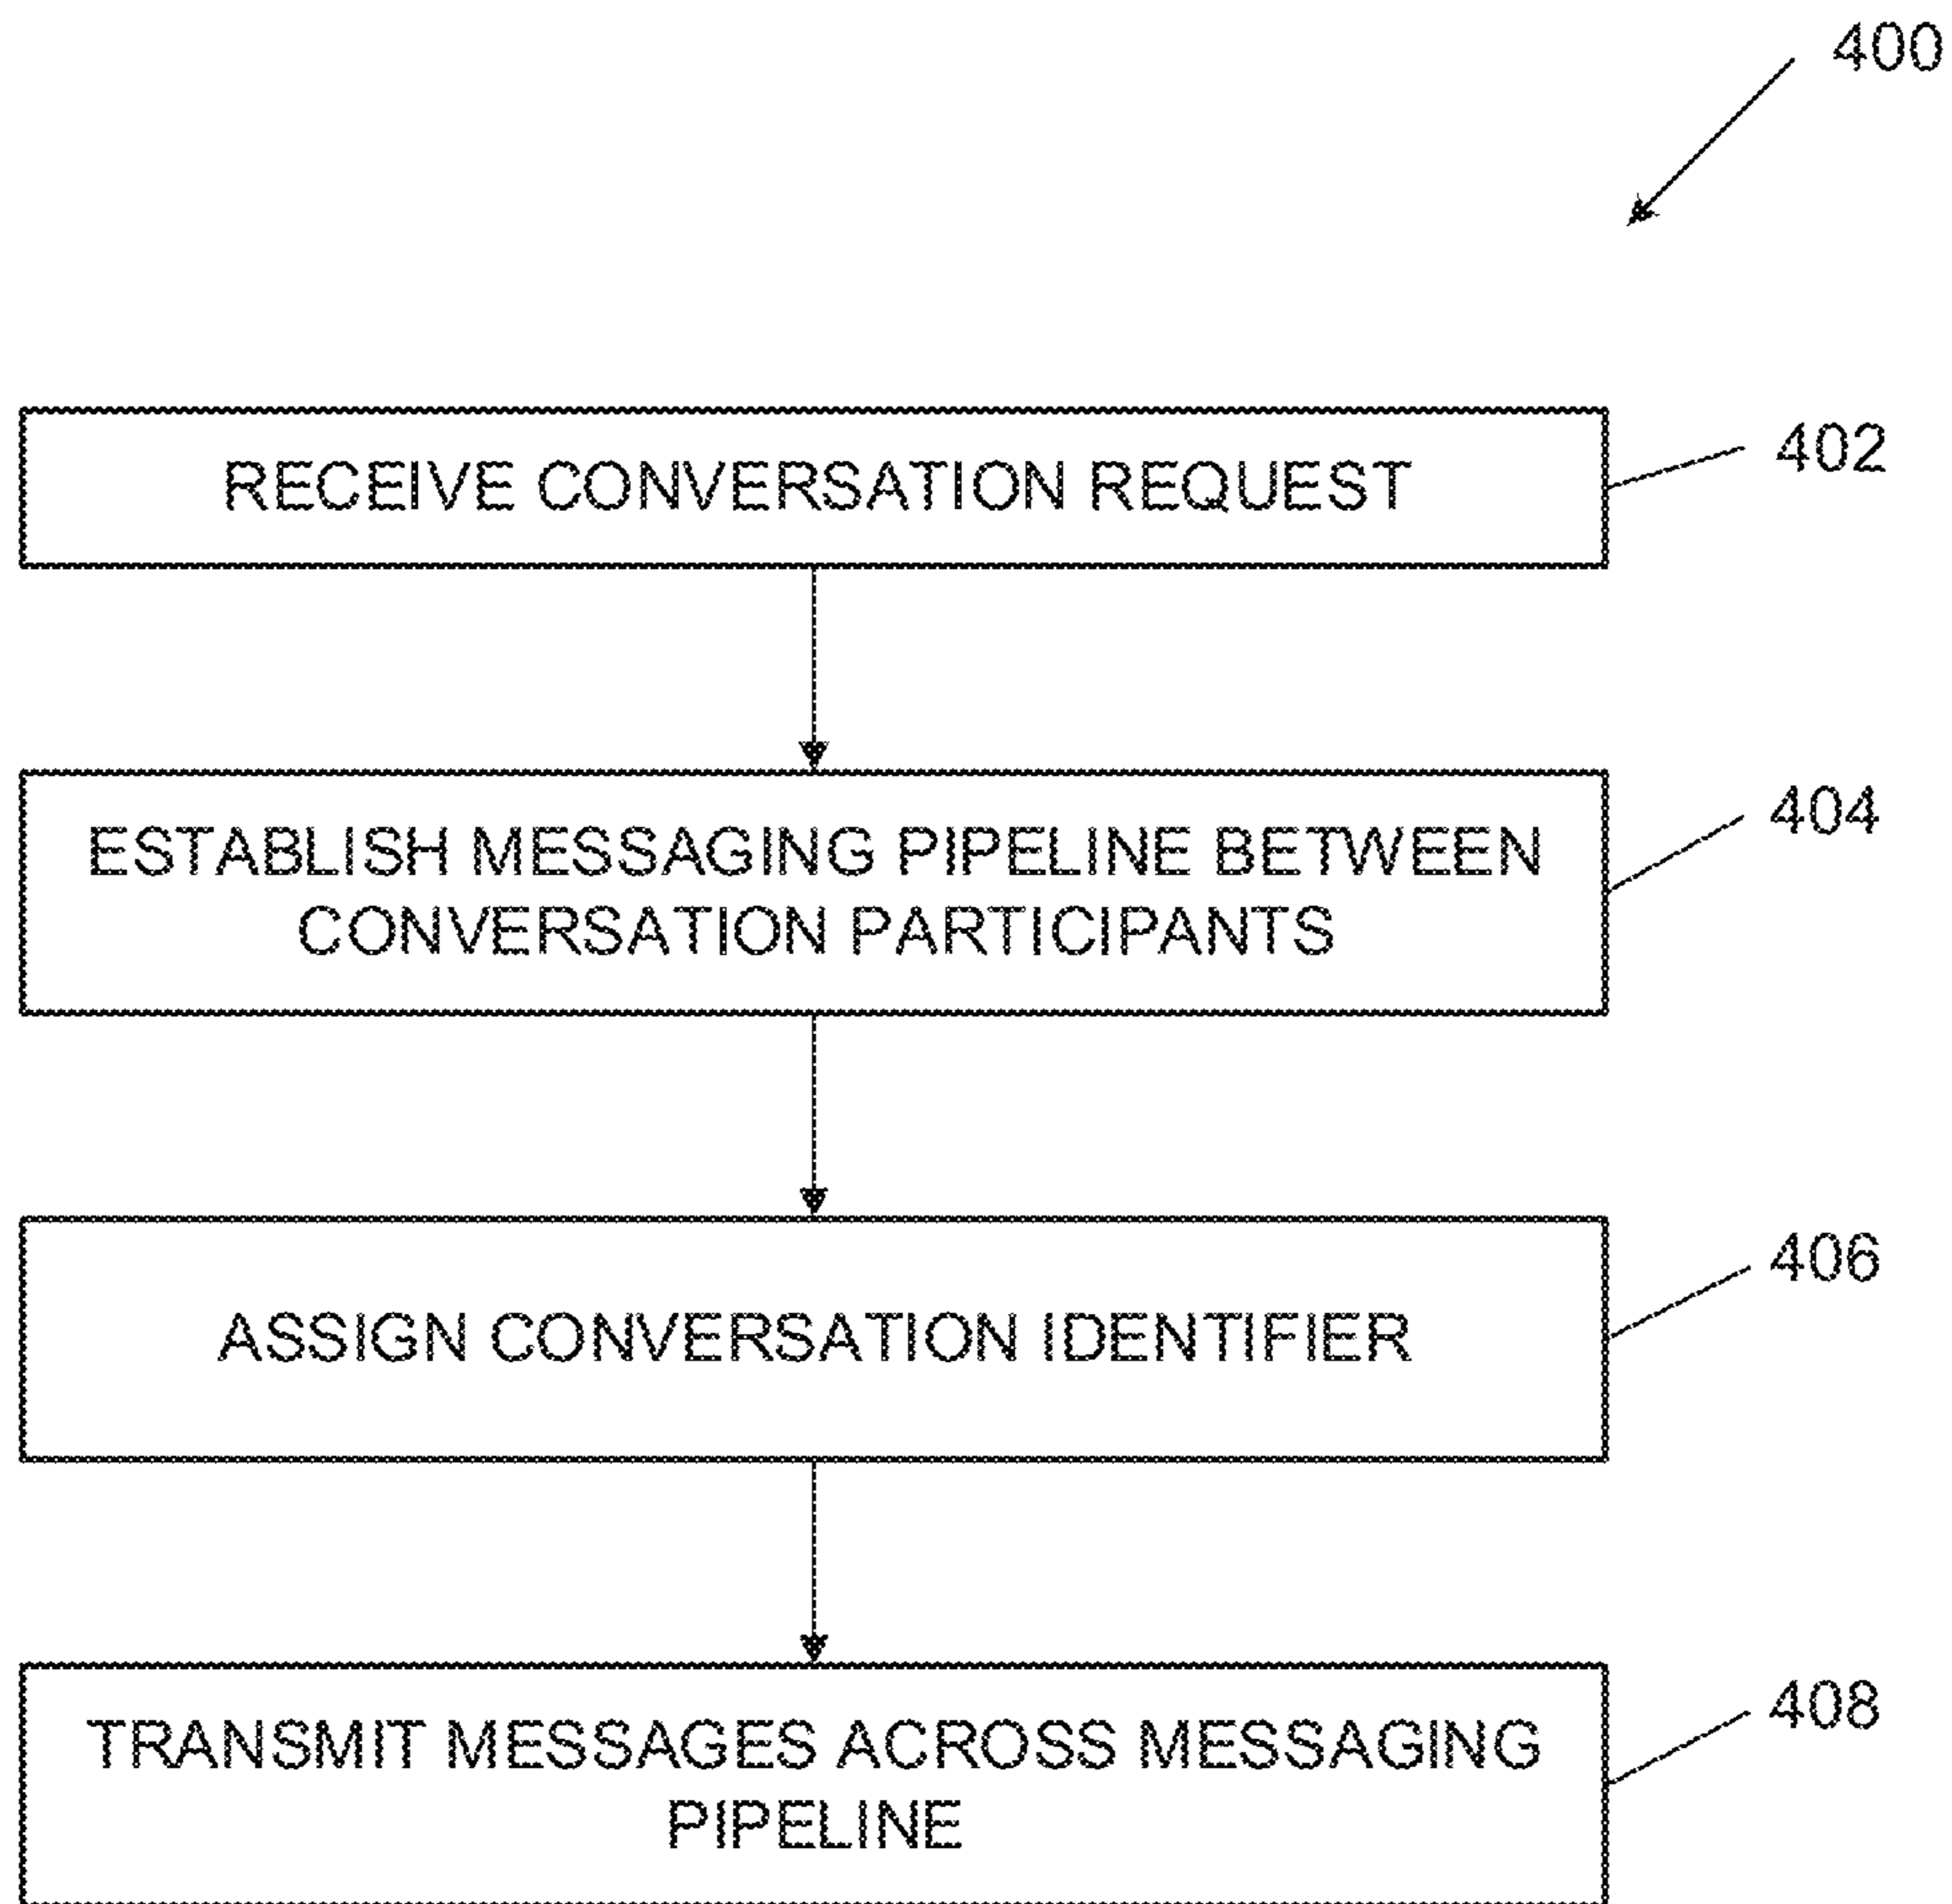 400
RECEIVE CONVERSATION REQUEST
402
ESTABLISH MESSAGING PIPELINE BETWEEN
CONVERSATION PARTICIPANTS
404
ASSIGN CONVERSATION IDENTIFIER
406
TRANSMIT MESSAGES ACROSS MESSAGING
PIPELINE
408